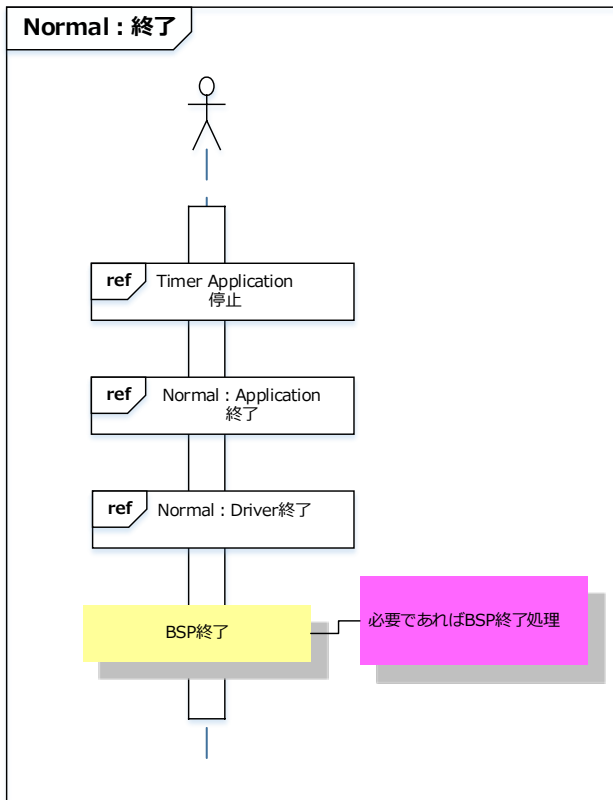 Normal : 終了
ref
Timer Application
停止
ref
Normal : Application
終了
ref
Normal : Driver終了
BSP終了
必要であればBSP終了処理